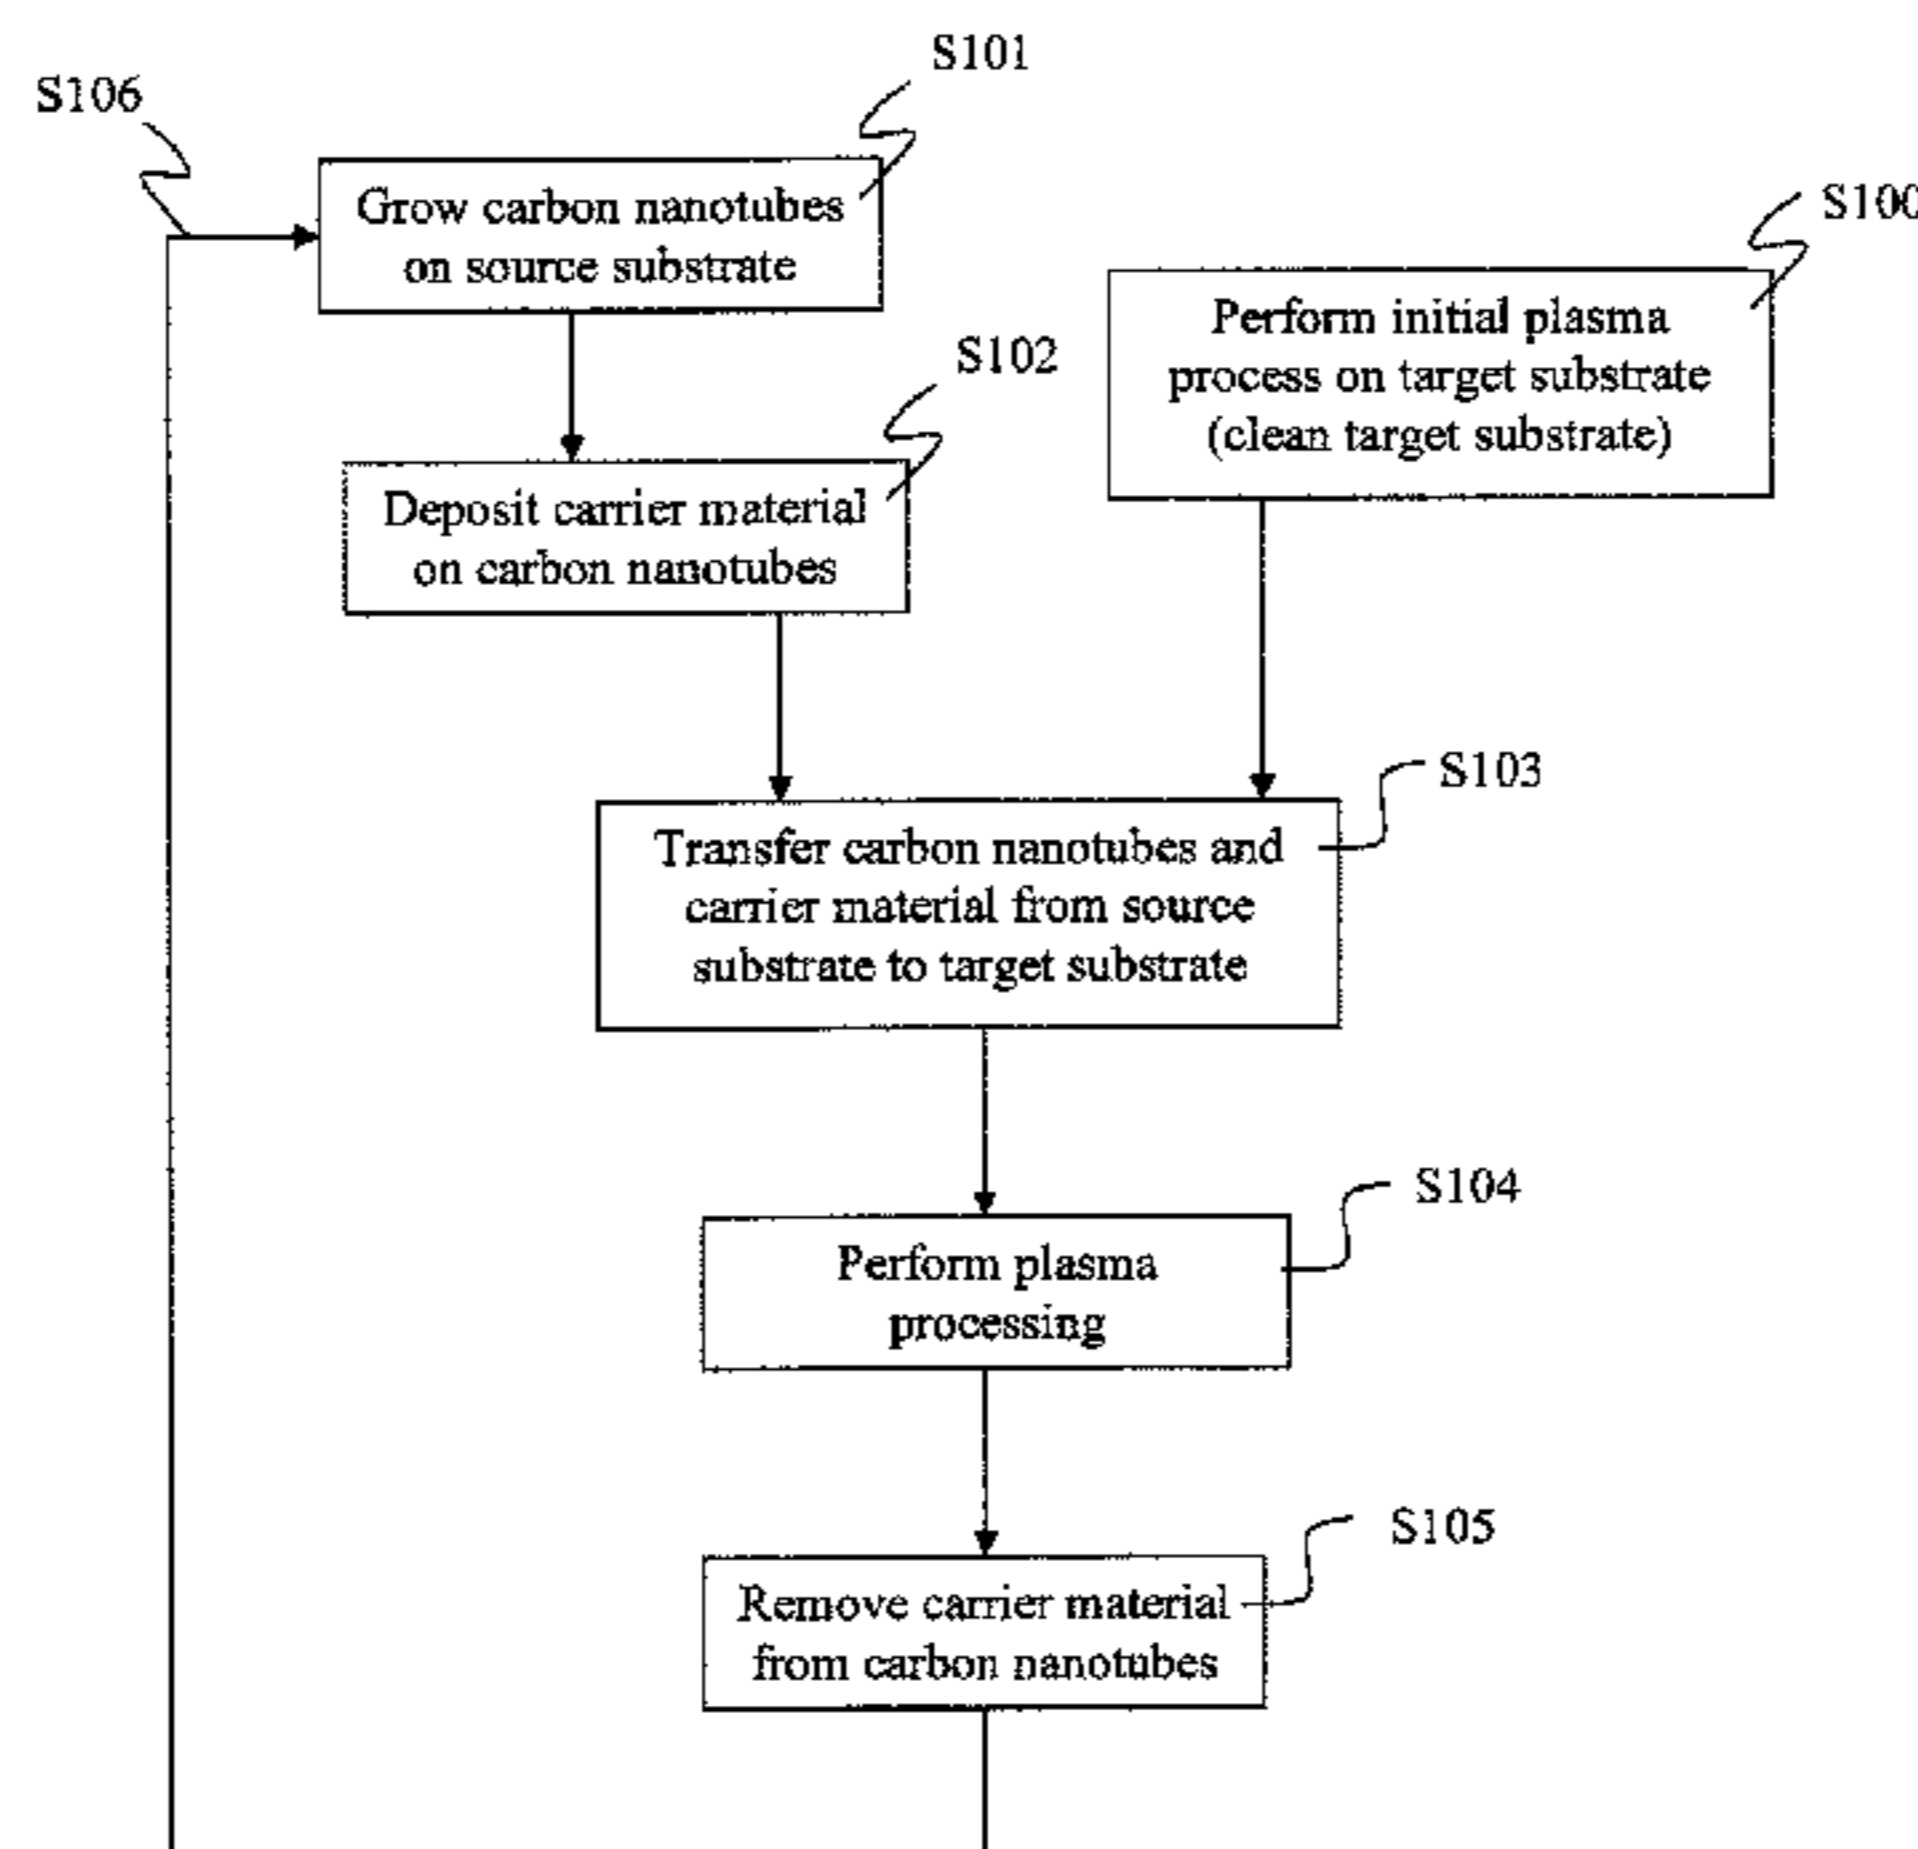 S101
S106
Grow carbon nanotubes
on source substrate
S100
Perform initial plasma
process on target substrate
(clean target substrate)
S102
Deposit carrier material
on carbon nanotubes
S103
Transfer carbon nanotubes and
carrier material from source
substrate to target substrate
S104
Perform plasma
processing
S105
Remove carrier material
from carbon nanotubes